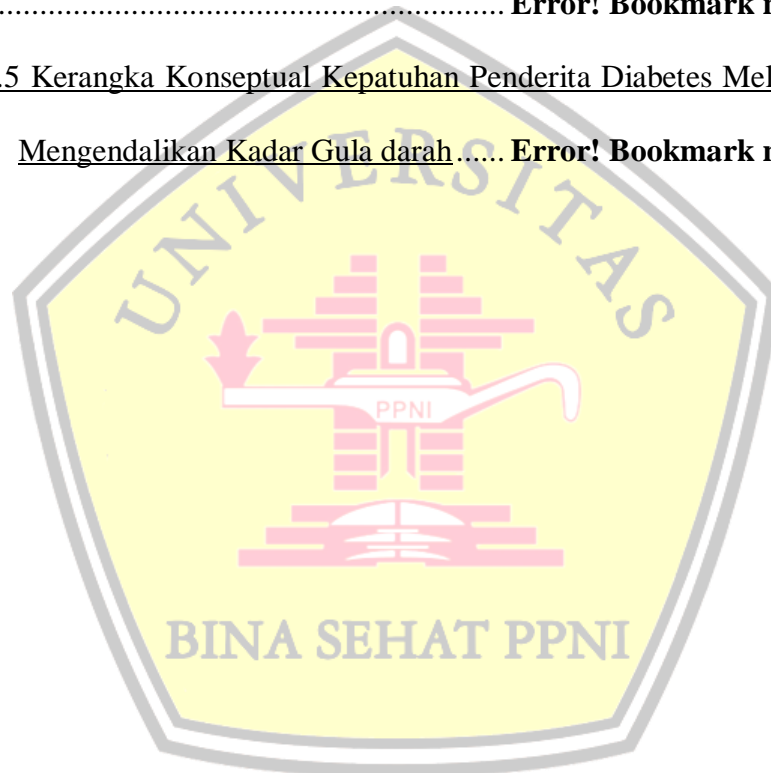 ............................................................ Error! Bookmark
.5 Kerangka Konseptual Kepatuhan Penderita Diabetes
Mengendalikan Kadar Gula darah...... Error! Bookmark
UNIVERSITAS
PPNI
BINA SEHAT PPNI